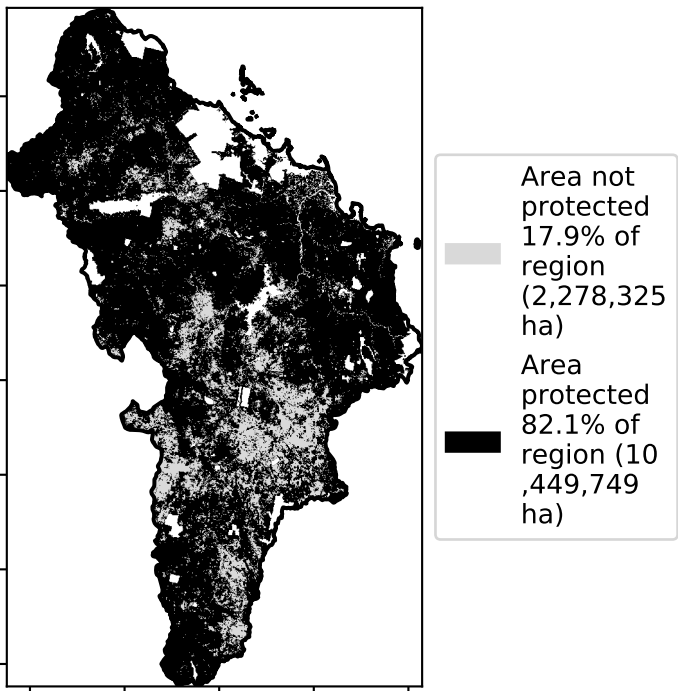 Area not
protected
17.9% of
region
(2,278,325
ha)
Area
protected
82.1% of
region (10
,449,749
ha)